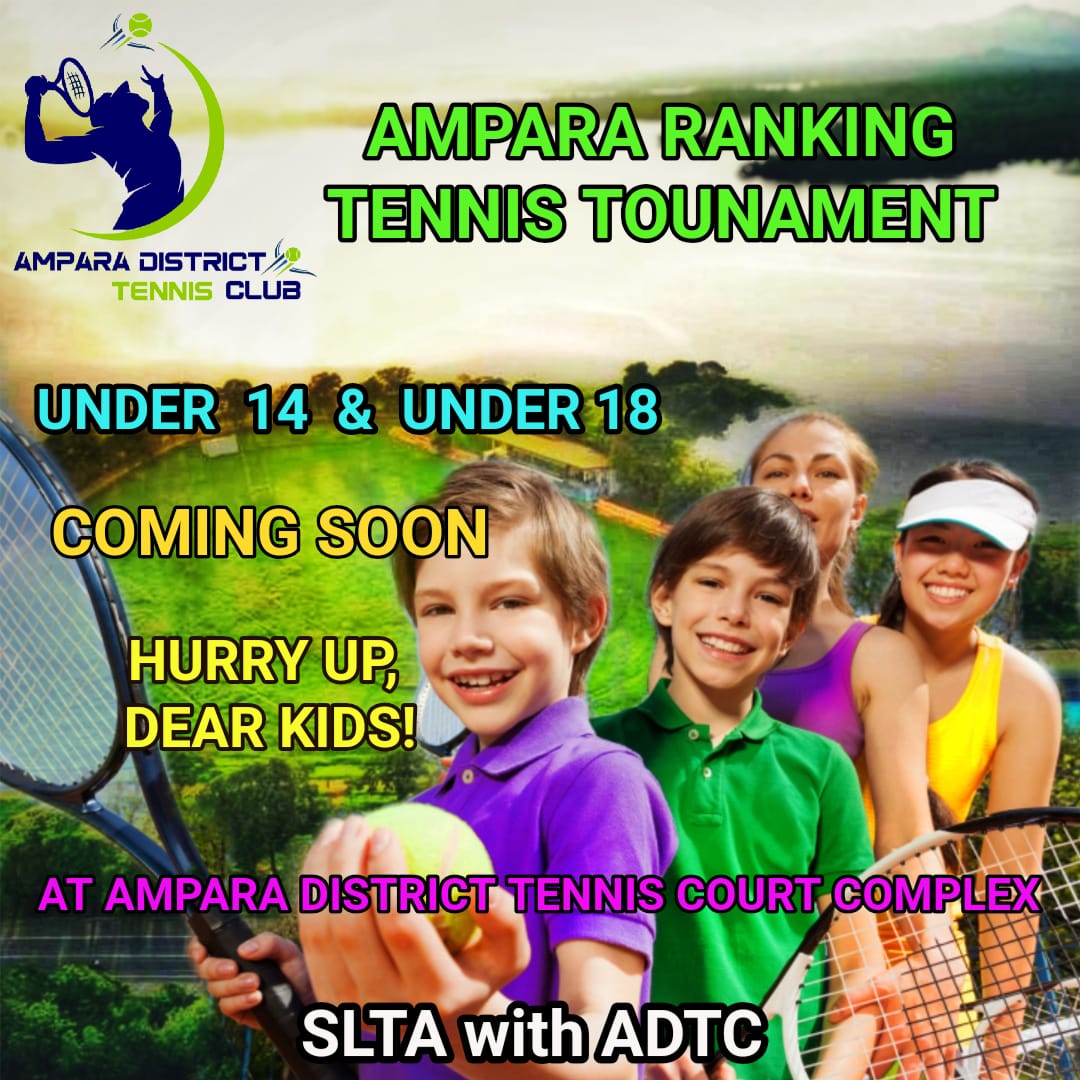 AMPARA DISTRICT
TENNIS CLUB
AMPARA RANKING
TENNIS TOUNAMENT
UNDER 14 & UNDER 18
COMING SOON
HURRY UP,
DEAR KIDS!
AT AMPARA DISTRICT TENNIS COURT COMPLEX
SLTA with ADTC